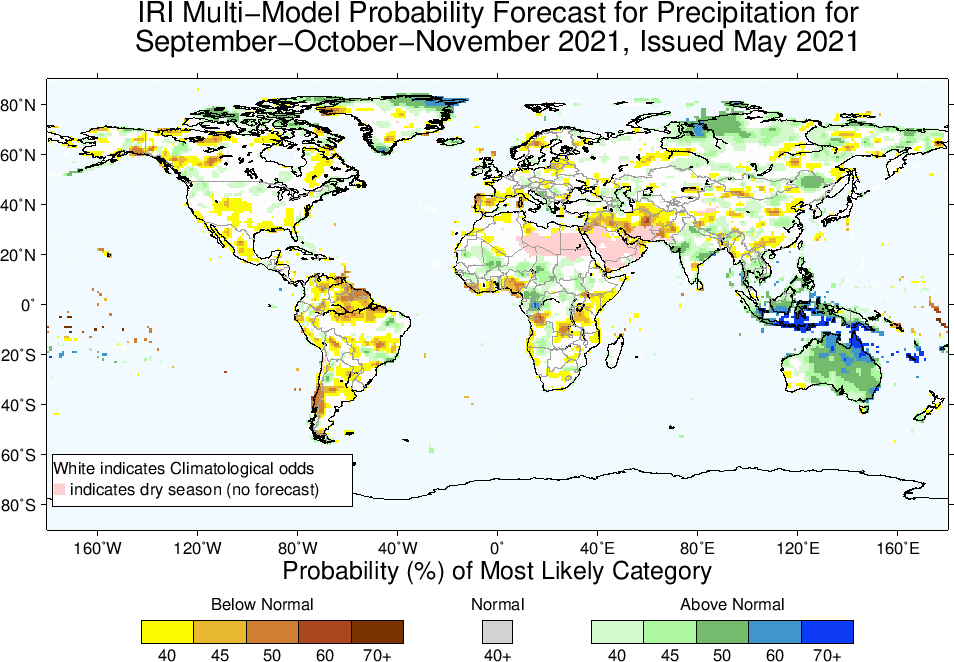 IRI Multi−Model Probability Forecast for Precipitation for
September−October−November 2021, Issued May 2021
80˚N
60˚N
40˚N
20˚N
0˚
20˚S
40˚S
60˚S
80˚S
White indicates Climatological odds
indicates dry season (no forecast)
160˚W 120˚W 80˚W 40˚W 0˚ 40˚E 80˚E 120˚E 160˚E
Probability (%) of Most Likely Category
Below Normal Normal Above Normal
40 45 50 60 70+ 40+ 40 45 50 60 70+